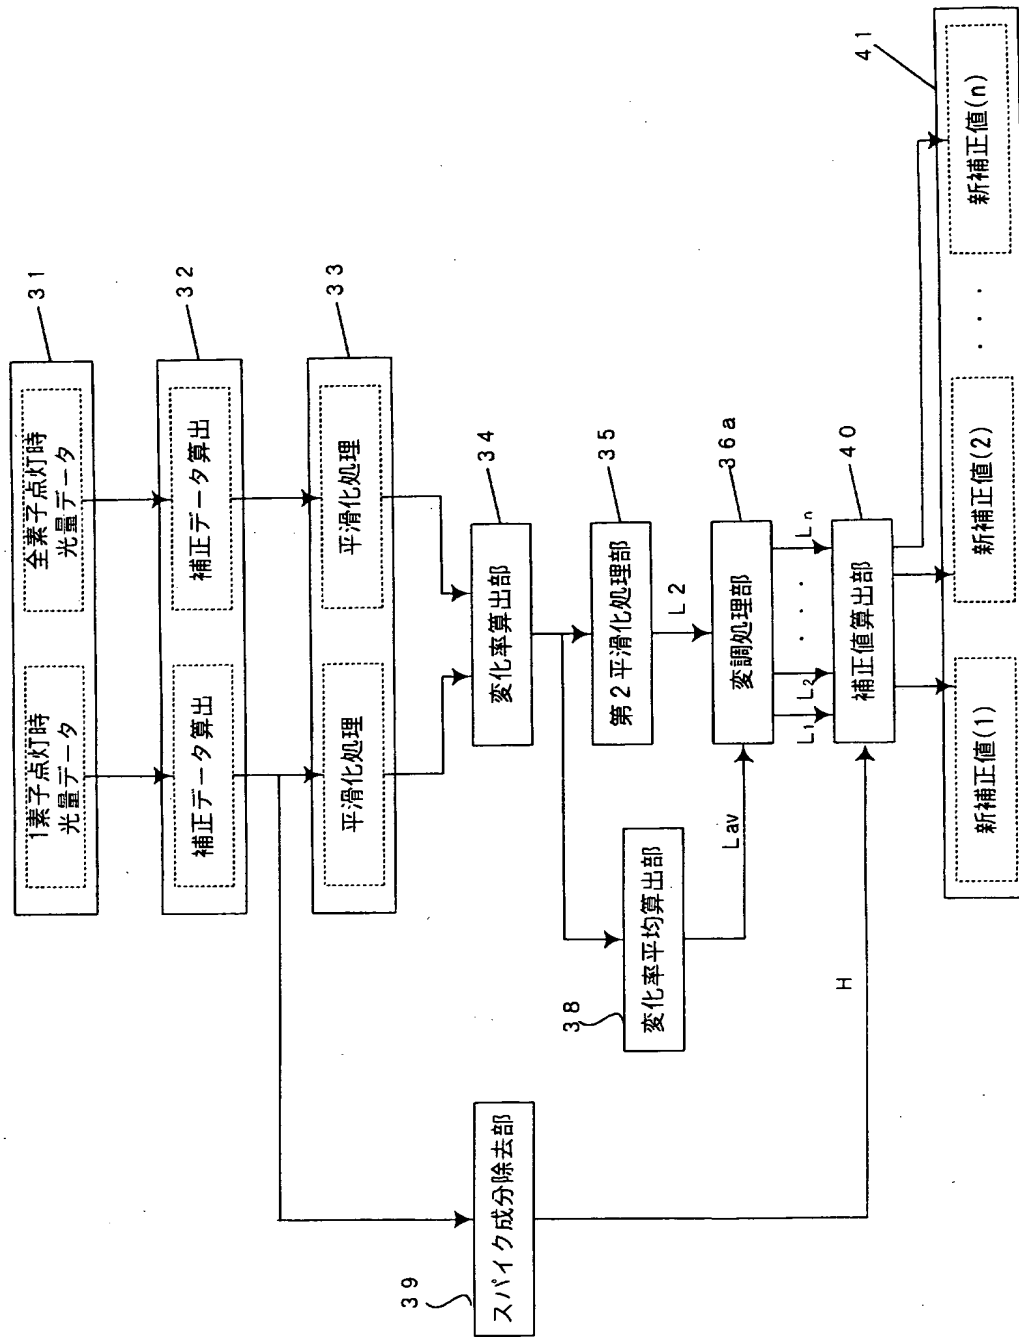 1素子点灯時
光量データ
全素子点灯時
光量データ
31
補正データ算出
補正データ算出
32
平滑化処理
平滑化処理
33
変化率算出部
34
スパイク成分除去部
39
第2平滑化処理部
35
変化率平均算出部
38
L2
Lav
変調処理部
36a
L1
L2
・・・・
Ln
補正値算出部
40
H
新補正値(1)
新補正値(2)
・・・
新補正値(n)
41